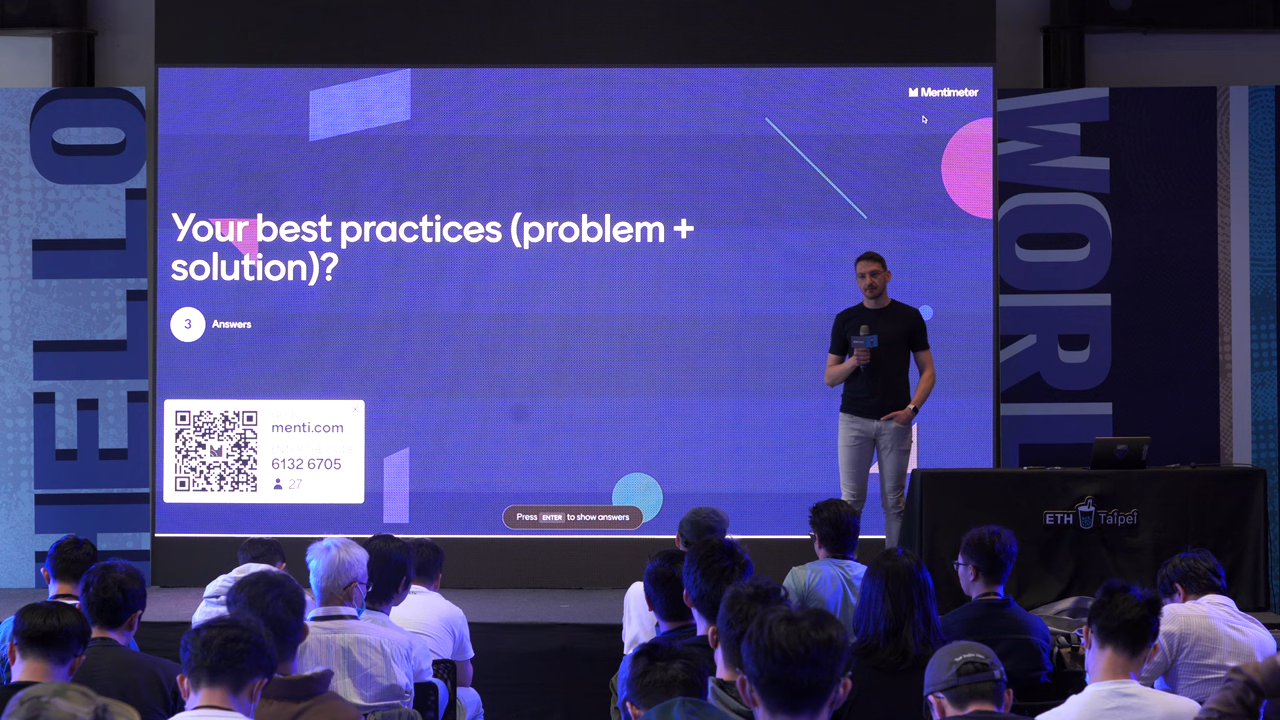 HELLO
Mentimeter
Your best practices (problem +
solution)?
3 Answers
menti.com
6132 6705
27
Press ENTER to show answers
WORL
ETH Taipei